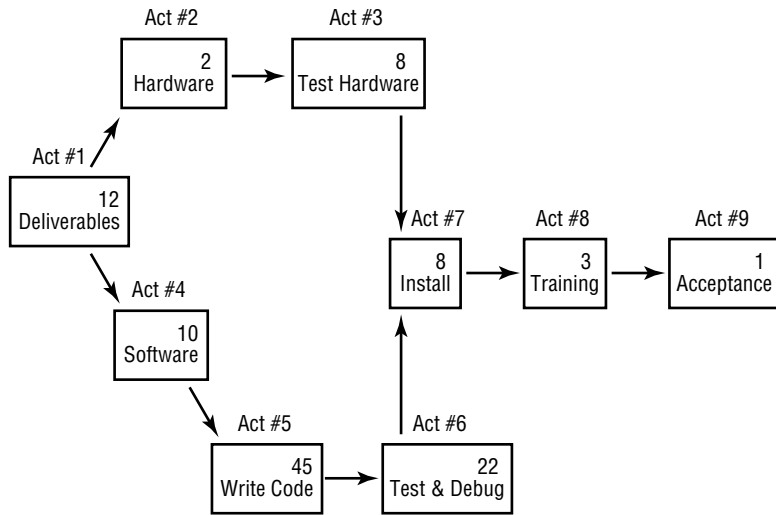 Act #2
2
Hardware
Act #3
8
Test Hardware
Act #1
12
Deliverables
Act #4
10
Software
Act #5
45
Write Code
Act #6
22
Test & Debug
Act #7
8
Install
Act #8
3
Training
Act #9
1
Acceptance